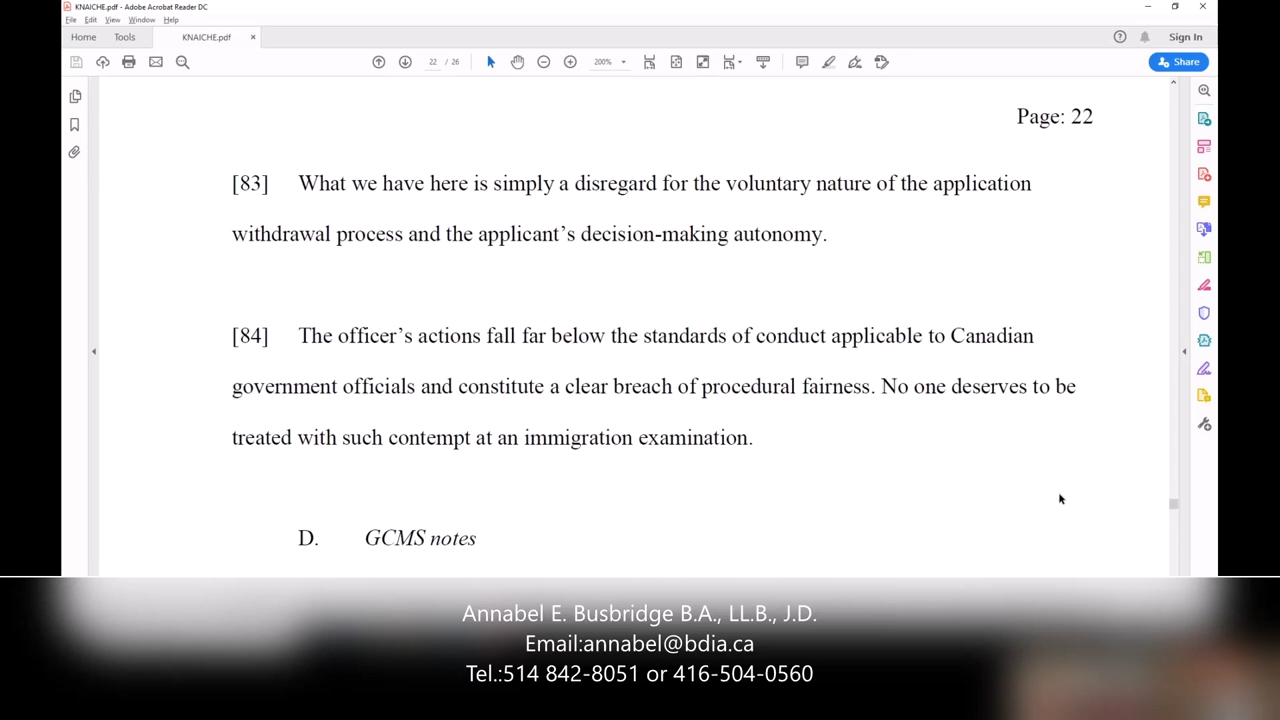 KNAICHE.pdf - Adobe Acrobat Reader DC
File Edit View Window Help
Home Tools KNAICHE.pdf × Sign In
22 / 26 200% Share
Page: 22
[83] What we have here is simply a disregard for the voluntary nature of the application
withdrawal process and the applicant’s decision-making autonomy.
[84] The officer’s actions fall far below the standards of conduct applicable to Canadian
government officials and constitute a clear breach of procedural fairness. No one deserves to be
treated with such contempt at an immigration examination.
D. GCMS notes
Annabel E. Busbridge B.A., LL.B., J.D.
Email:annabel@bdia.ca
Tel.:514 842-8051 or 416-504-0560